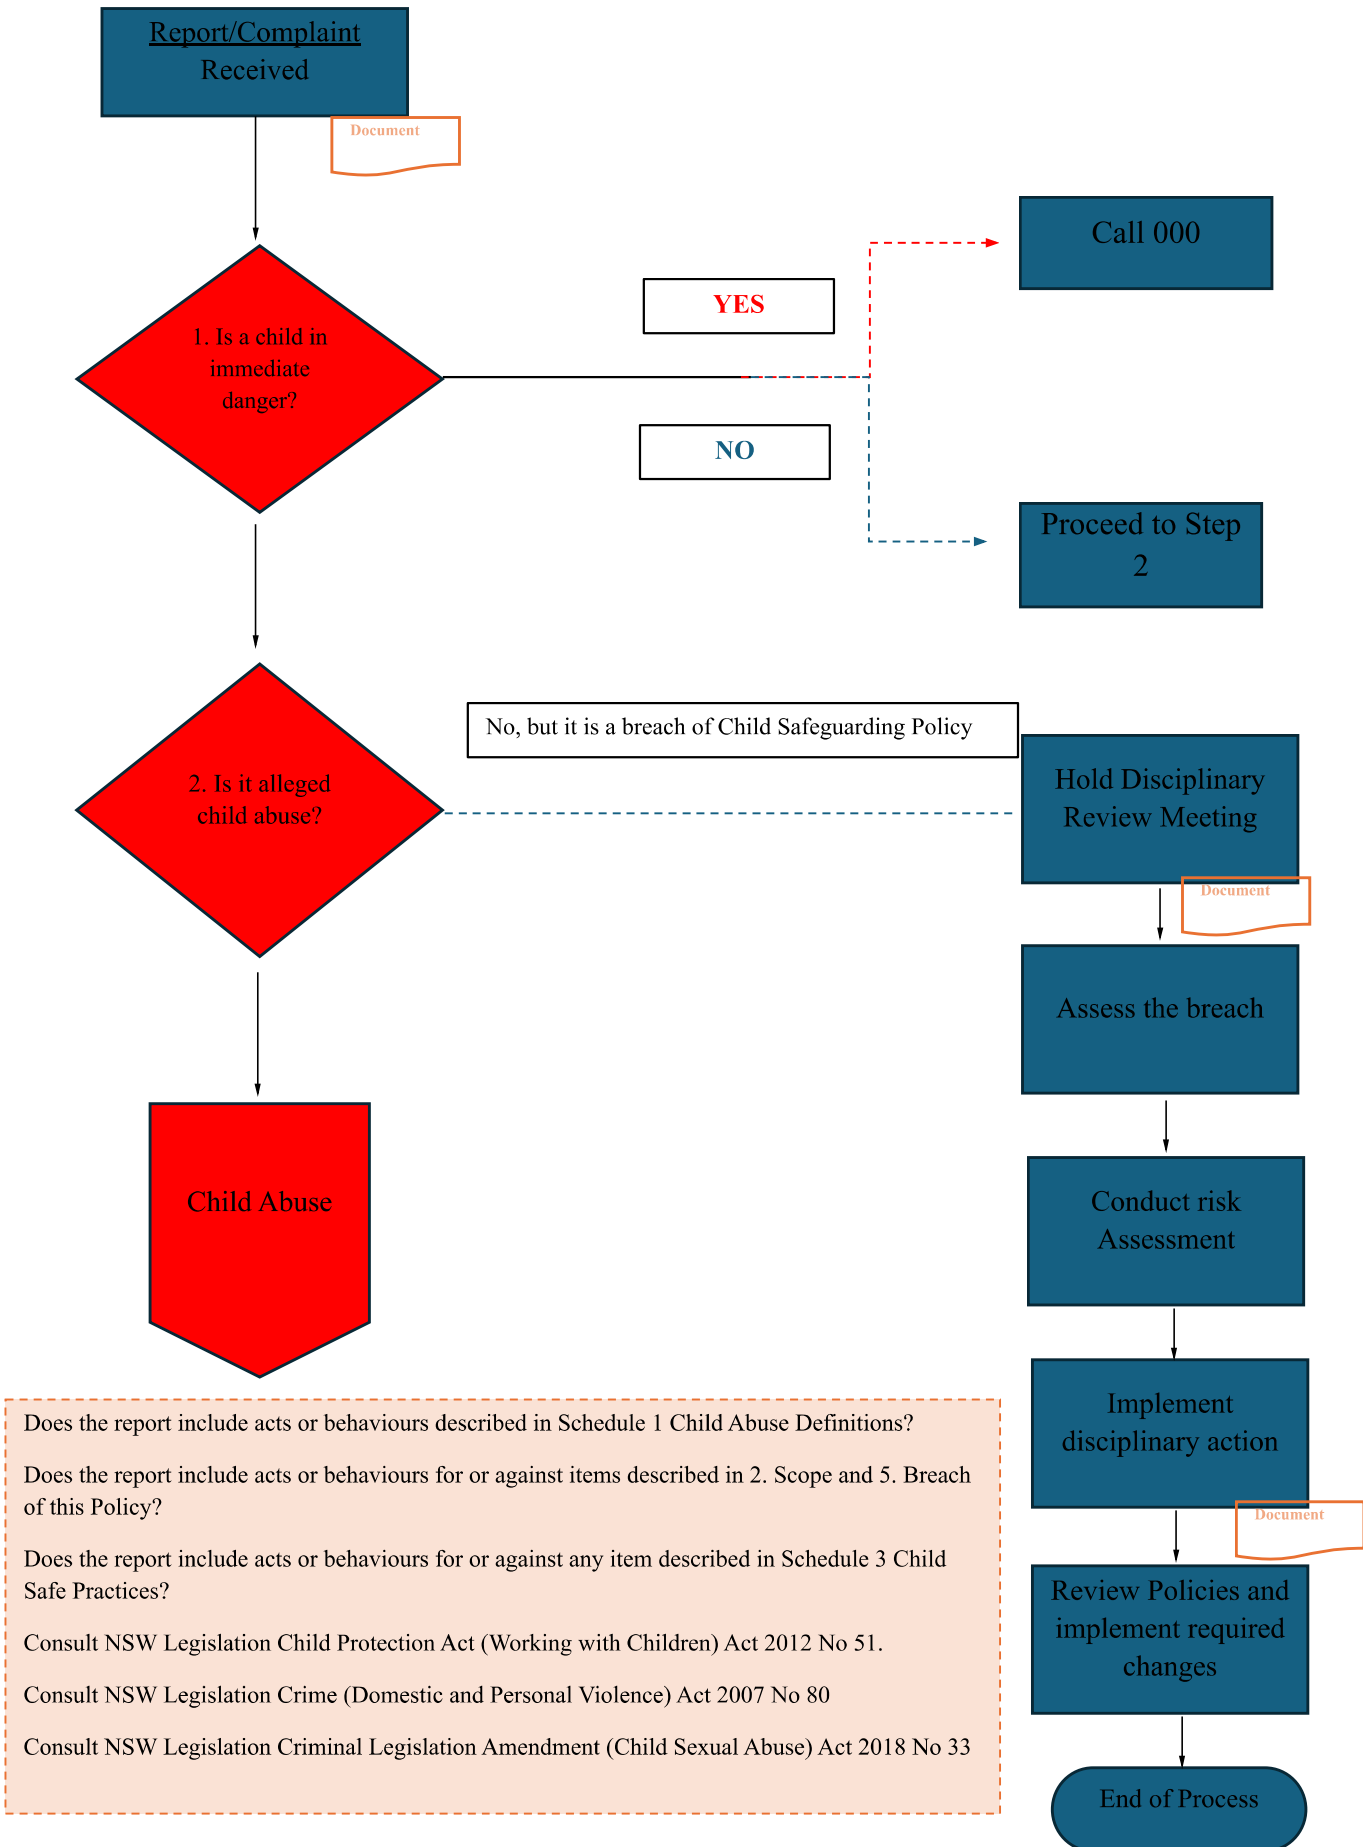 Report/Complaint
Received
Document
Call 000
YES
1. Is a child in
immediate
danger?
NO
Proceed to Step
2
No, but it is a breach of Child Safeguarding Policy
2. Is it alleged
child abuse?
Hold Disciplinary
Review Meeting
Document
Assess the breach
Child Abuse
Conduct risk
Assessment
Implement
disciplinary action
Document
Review Policies and
implement required
changes
End of Process
Does the report include acts or behaviours described in Schedule 1 Child Abuse Definitions?
Does the report include acts or behaviours for or against items described in 2. Scope and 5. Breach
of this Policy?
Does the report include acts or behaviours for or against any item described in Schedule 3 Child
Safe Practices?
Consult NSW Legislation Child Protection Act (Working with Children) Act 2012 No 51.
Consult NSW Legislation Crime (Domestic and Personal Violence) Act 2007 No 80
Consult NSW Legislation Criminal Legislation Amendment (Child Sexual Abuse) Act 2018 No 33